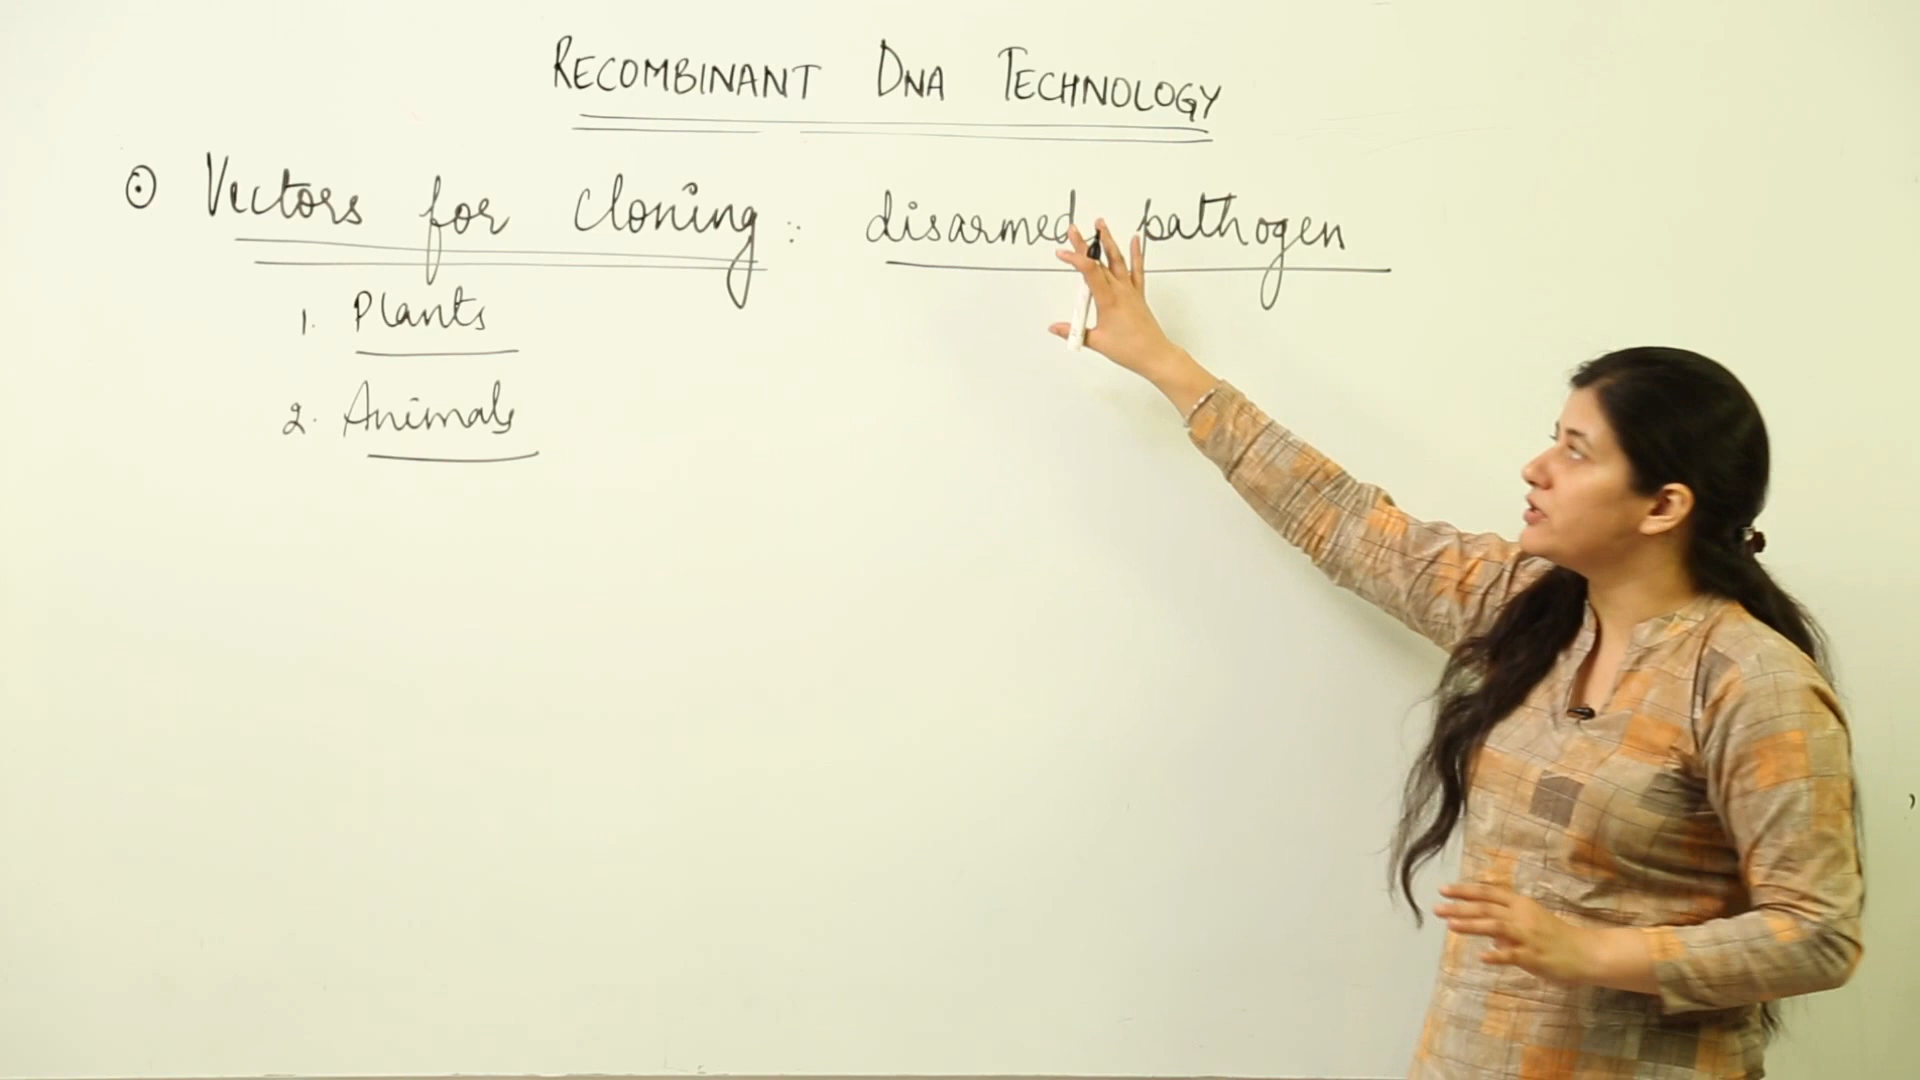 RECOMBINANT DNA TECHNOLOGY
Vectors for cloning : disarmed pathogen
1. Plants
2. Animals